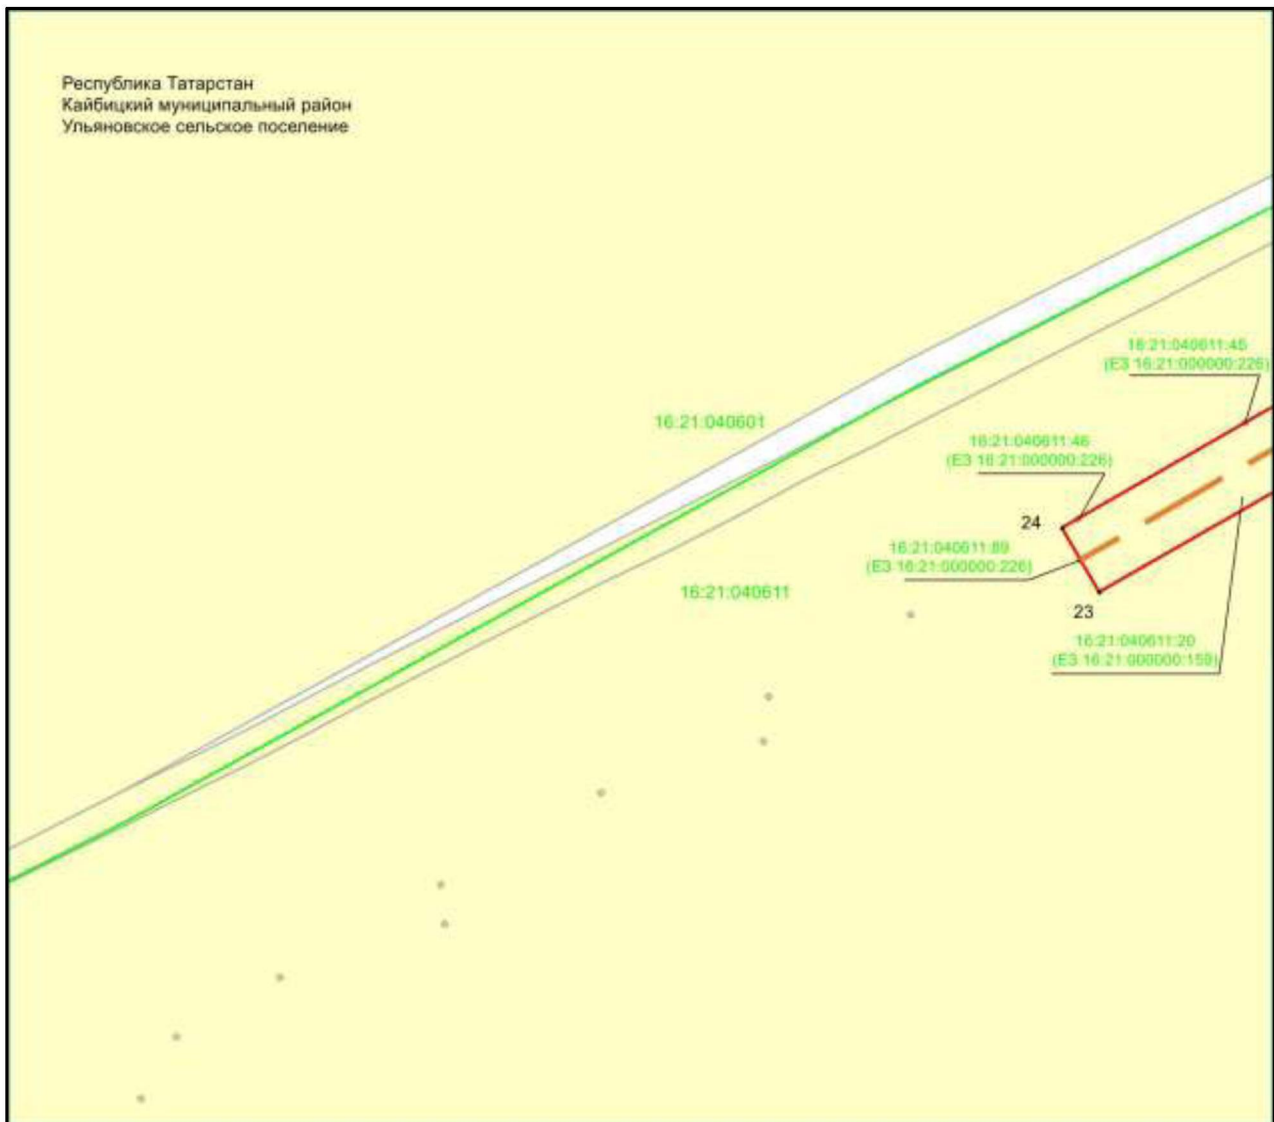 Республика Татарстан
Кайбицкий муниципальный район
Ульяновское сельское поселение
16:21:040611:45
(ЕЗ 16:21:000000:226)
16:21:040601
16:21:040611:46
(ЕЗ 16:21:000000:226)
24
16:21:040611:89
(ЕЗ 16:21:000000:226)
16:21:040611
23
16:21:040611:20
(ЕЗ 16:21:000000:159)